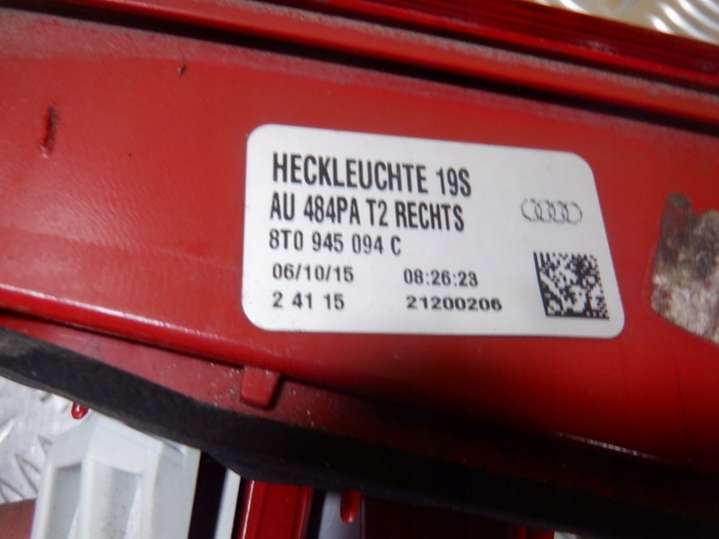 HECKLEUCHTE 19S
AU 484PA T2 RECHTS
8T0 945 094 C
06/10/15 08:26:23
2 41 15 21200206